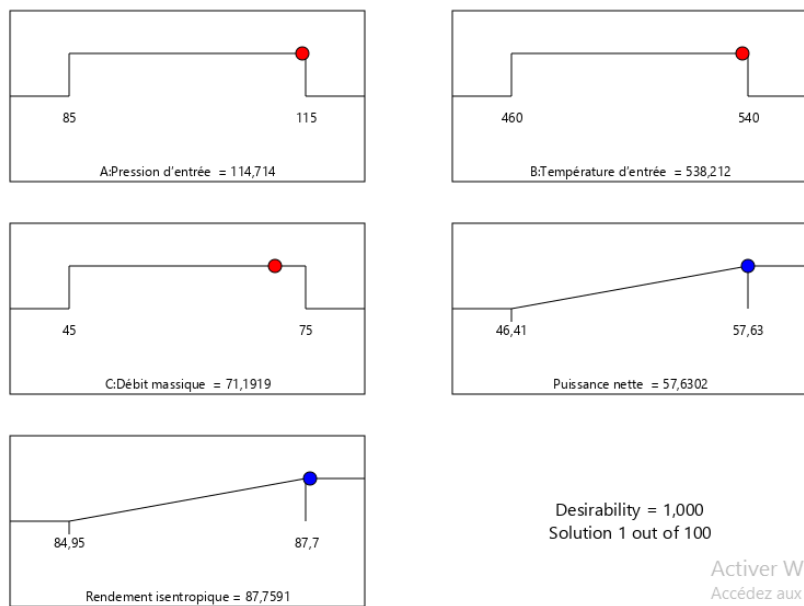 85
115
A:Pression d'entrée = 114,714
460
540
B:Température d'entrée = 538,212
45
75
C:Débit massique = 71,1919
46,41
57,63
Puissance nette = 57,6302
84,95
87,7
Rendement isentropique = 87,7591
Desirability = 1,000
Solution 1 out of 100
Activer W
Accédez aux